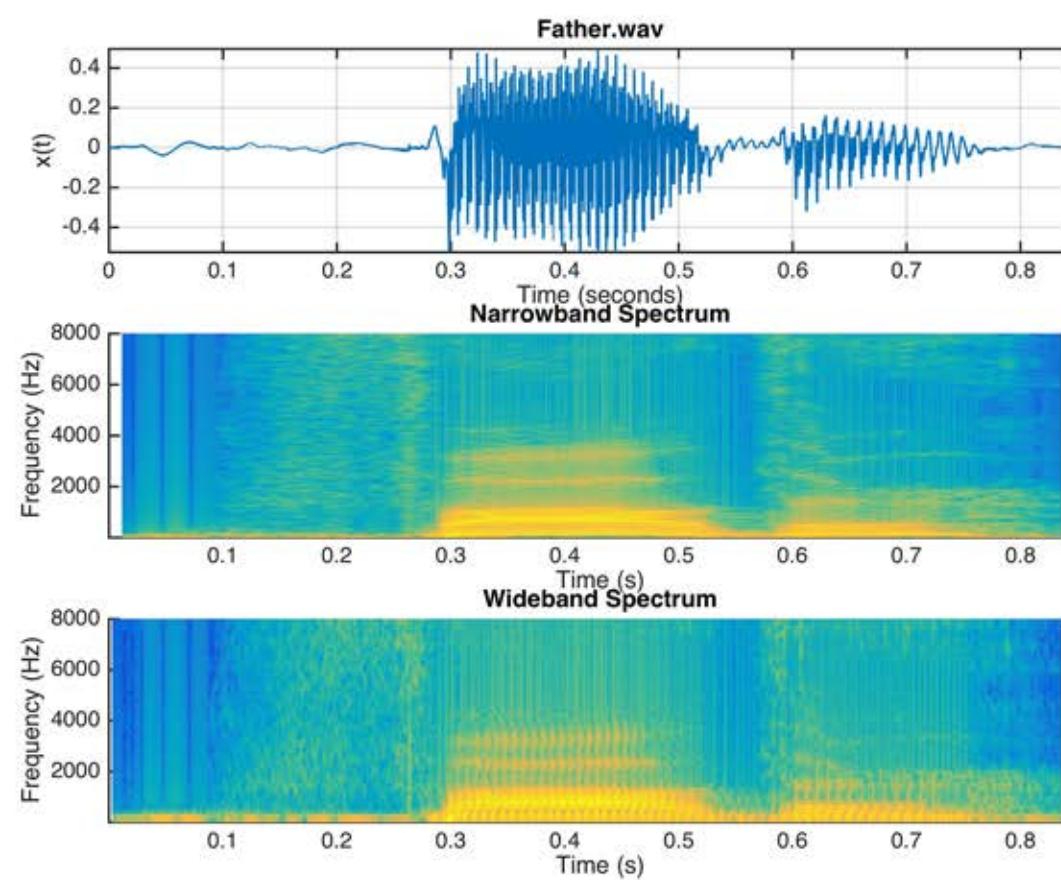 Father.wav
x(t)
0.4
0.2
0
-0.2
-0.4
0 0.1 0.2 0.3 0.4 0.5 0.6 0.7 0.8
Time (seconds)
Narrowband Spectrum
Frequency (Hz)
8000
6000
4000
2000
0.1 0.2 0.3 0.4 0.5 0.6 0.7 0.8
Time (s)
Wideband Spectrum
Frequency (Hz)
8000
6000
4000
2000
0.1 0.2 0.3 0.4 0.5 0.6 0.7 0.8
Time (s)